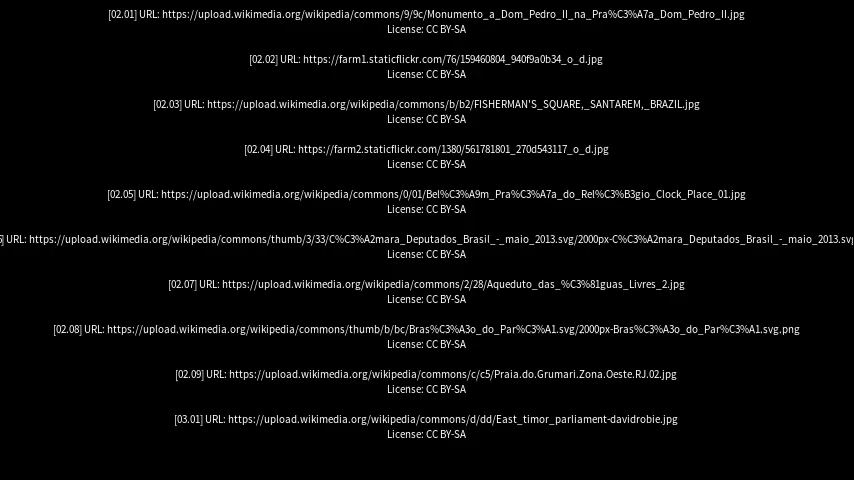 [02.01] URL: https://upload.wikimedia.org/wikipedia/commons/9/9c/Monumento_a_Dom_Pedro_II_na_Pra%C3%A7a_Dom_Pedro_II.jpg
License: CC BY-SA
[02.02] URL: https://farm1.staticflickr.com/76/159460804_940f9a0b34_o_d.jpg
License: CC BY-SA
[02.03] URL: https://upload.wikimedia.org/wikipedia/commons/b/b2/FISHERMAN'S_SQUARE,_SANTAREM,_BRAZIL.jpg
License: CC BY-SA
[02.04] URL: https://farm2.staticflickr.com/1380/561781801_270d543117_o_d.jpg
License: CC BY-SA
[02.05] URL: https://upload.wikimedia.org/wikipedia/commons/0/01/Bel%C3%A9m_Pra%C3%A7a_do_Rel%C3%B3gio_Clock_Place_01.jpg
License: CC BY-SA
] URL: https://upload.wikimedia.org/wikipedia/commons/thumb/3/33/C%C3%A2mara_Deputados_Brasil_-_maio_2013.svg/2000px-C%C3%A2mara_Deputados_Brasil_-_maio_2013.sv
License: CC BY-SA
[02.07] URL: https://upload.wikimedia.org/wikipedia/commons/2/28/Aqueduto_das_%C3%81guas_Livres_2.jpg
License: CC BY-SA
[02.08] URL: https://upload.wikimedia.org/wikipedia/commons/thumb/b/bc/Bras%C3%A3o_do_Par%C3%A1.svg/2000px-Bras%C3%A3o_do_Par%C3%A1.svg.png
License: CC BY-SA
[02.09] URL: https://upload.wikimedia.org/wikipedia/commons/c/c5/Praia.do.Grumari.Zona.Oeste.RJ.02.jpg
License: CC BY-SA
[03.01] URL: https://upload.wikimedia.org/wikipedia/commons/d/dd/East_timor_parliament-davidrobie.jpg
License: CC BY-SA